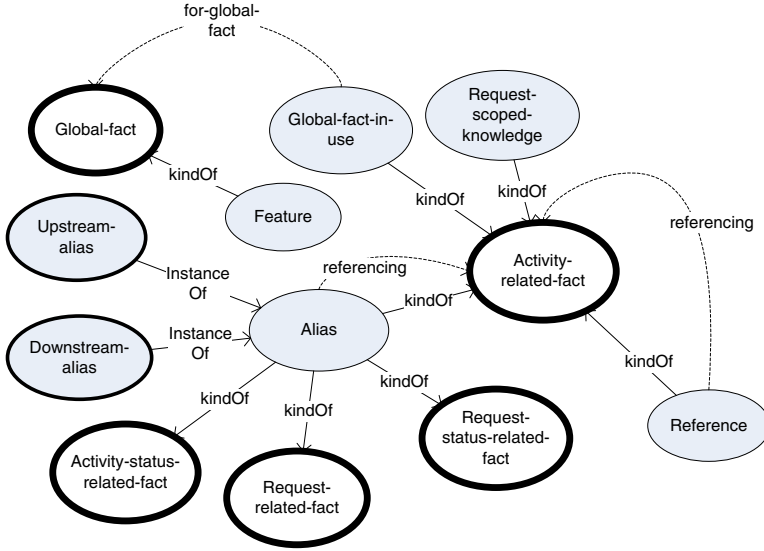 for-global-
fact
Global-fact
Global-fact-in-
use
Request-
scoped-
knowledge
kindOf
kindOf
kindOf
Feature
referencing
Upstream-
alias
Instance
Of
referencing
Activity-
related-fact
kindOf
Alias
Downstream-
alias
Instance
Of
kindOf
kindOf
kindOf
kindOf
Request-
status-related-
fact
Reference
Activity-status-
related-fact
Request-
related-fact